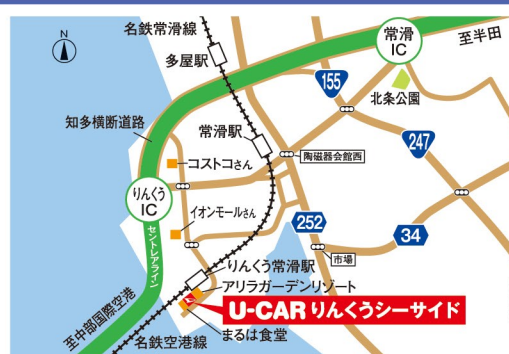 名鉄常滑線
多屋駅
N
常滑
IC
至半田
155
北条公園
知多横断道路
常滑駅
247
コストコさん
陶磁器会館西
りんくう
IC
イオンモールさん
252
34
市場
セントレアライン
りんくう常滑駅
アリラガーデンリゾート
U-CAR りんくうシーサイド
まるは食堂
至中部国際空港
名鉄空港線